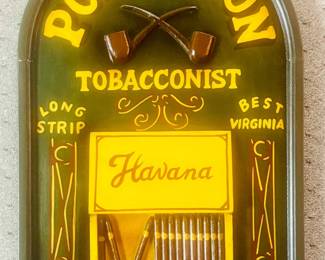 TOBACCONIST
LONG
STRIP
BEST
VIRGINIA
Havana